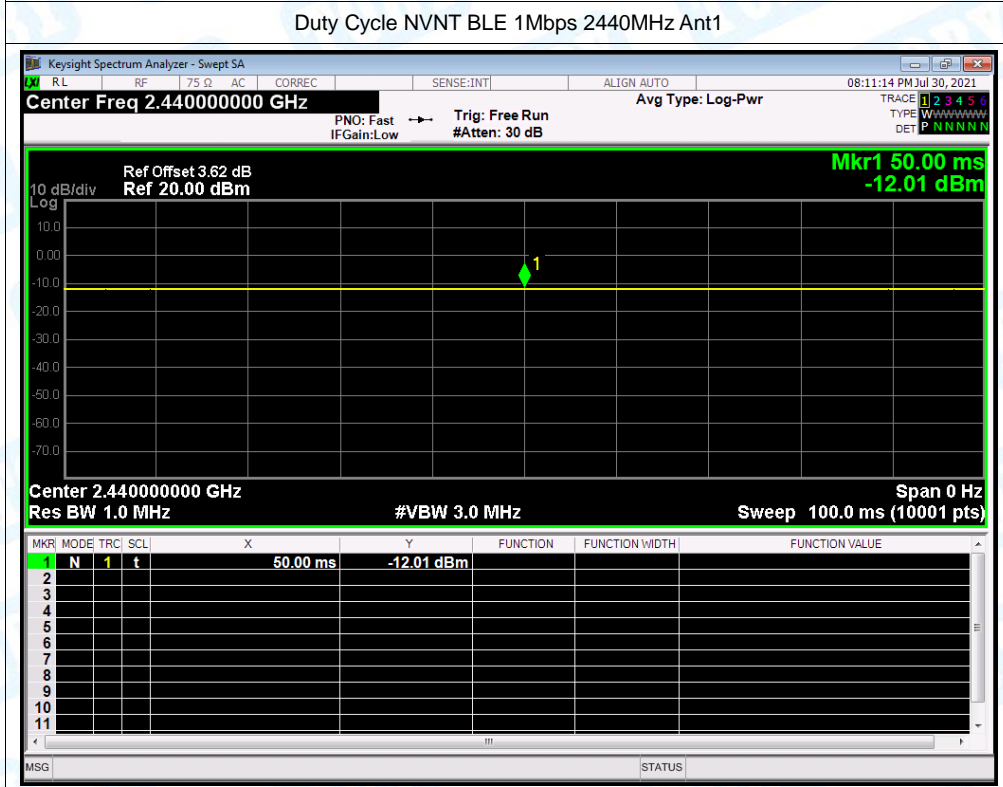 Duty Cycle NVNT BLE 1Mbps 2440MHz Ant1
Keysight Spectrum Analyzer - Swept SA
LXI RL RF 75 Ω AC CORREC SENSE:INT ALIGN AUTO 08:11:14 PM Jul 30, 2021
Center Freq 2.440000000 GHz Avg Type: Log-Pwr TRACE 1 2 3 4 5 6
PNO: Fast Trig: Free Run TYPE WWWWWW
IFGain:Low #Atten: 30 dB DET P N N N N N
Mkr1 50.00 ms
Ref Offset 3.62 dB
10 dB/div Ref 20.00 dBm -12.01 dBm
Log
10.0
0.00
1
-10.0
-20.0
-30.0
-40.0
-50.0
-60.0
-70.0
Center 2.440000000 GHz Span 0 Hz
Res BW 1.0 MHz #VBW 3.0 MHz Sweep 100.0 ms (10001 pts)
MKR MODE TRC SCL X Y FUNCTION FUNCTION WIDTH FUNCTION VALUE
1 N 1 t 50.00 ms -12.01 dBm
2
3
4
5
6
7
8
9
10
11
MSG STATUS